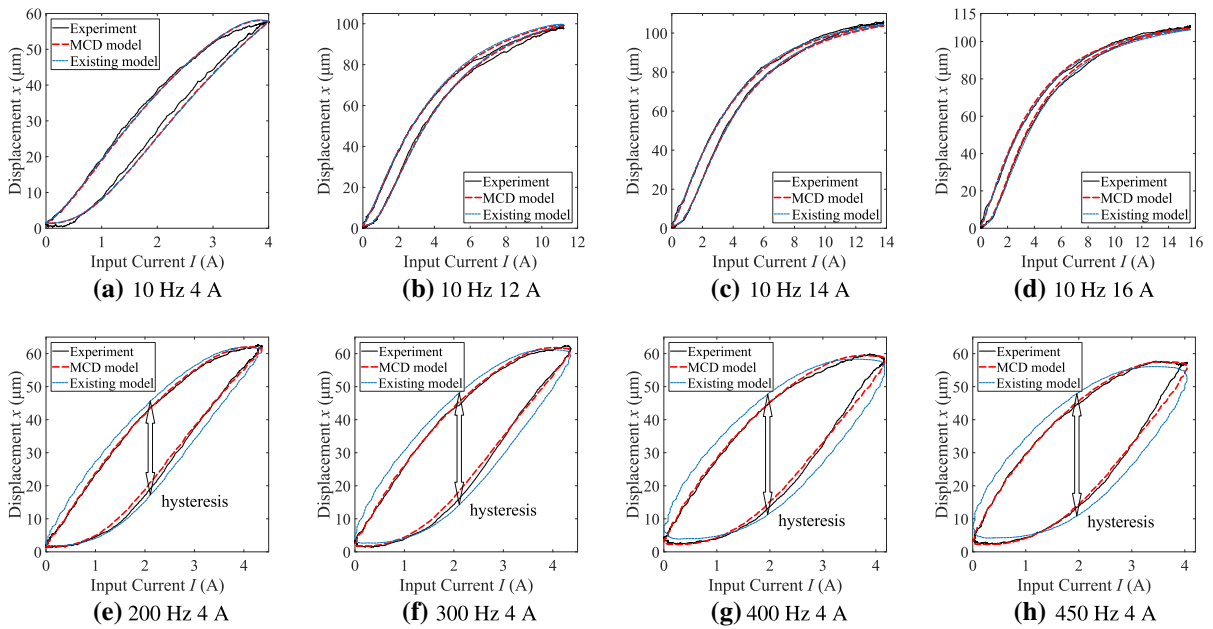 60
50
40
30
20
10
0
0 1 2 3 4
Displacement x (μm)
Input Current I (A)
Experiment
MCD model
Existing model
(a) 10 Hz 4 A
100
80
60
40
20
0
0 2 4 6 8 10 12
Displacement x (μm)
Input Current I (A)
Experiment
MCD model
Existing model
(b) 10 Hz 12 A
100
80
60
40
20
0
0 2 4 6 8 10 12 14
Displacement x (μm)
Input Current I (A)
Experiment
MCD model
Existing model
(c) 10 Hz 14 A
115
100
80
60
40
20
0
0 2 4 6 8 10 12 14 16
Displacement x (μm)
Input Current I (A)
Experiment
MCD model
Existing model
(d) 10 Hz 16 A
60
50
40
30
20
10
0
0 1 2 3 4
Displacement x (μm)
Input Current I (A)
Experiment
MCD model
Existing model
hysteresis
(e) 200 Hz 4 A
60
50
40
30
20
10
0
0 1 2 3 4
Displacement x (μm)
Input Current I (A)
Experiment
MCD model
Existing model
hysteresis
(f) 300 Hz 4 A
60
50
40
30
20
10
0
0 1 2 3 4
Displacement x (μm)
Input Current I (A)
Experiment
MCD model
Existing model
hysteresis
(g) 400 Hz 4 A
60
50
40
30
20
10
0
0 1 2 3 4
Displacement x (μm)
Input Current I (A)
Experiment
MCD model
Existing model
hysteresis
(h) 450 Hz 4 A